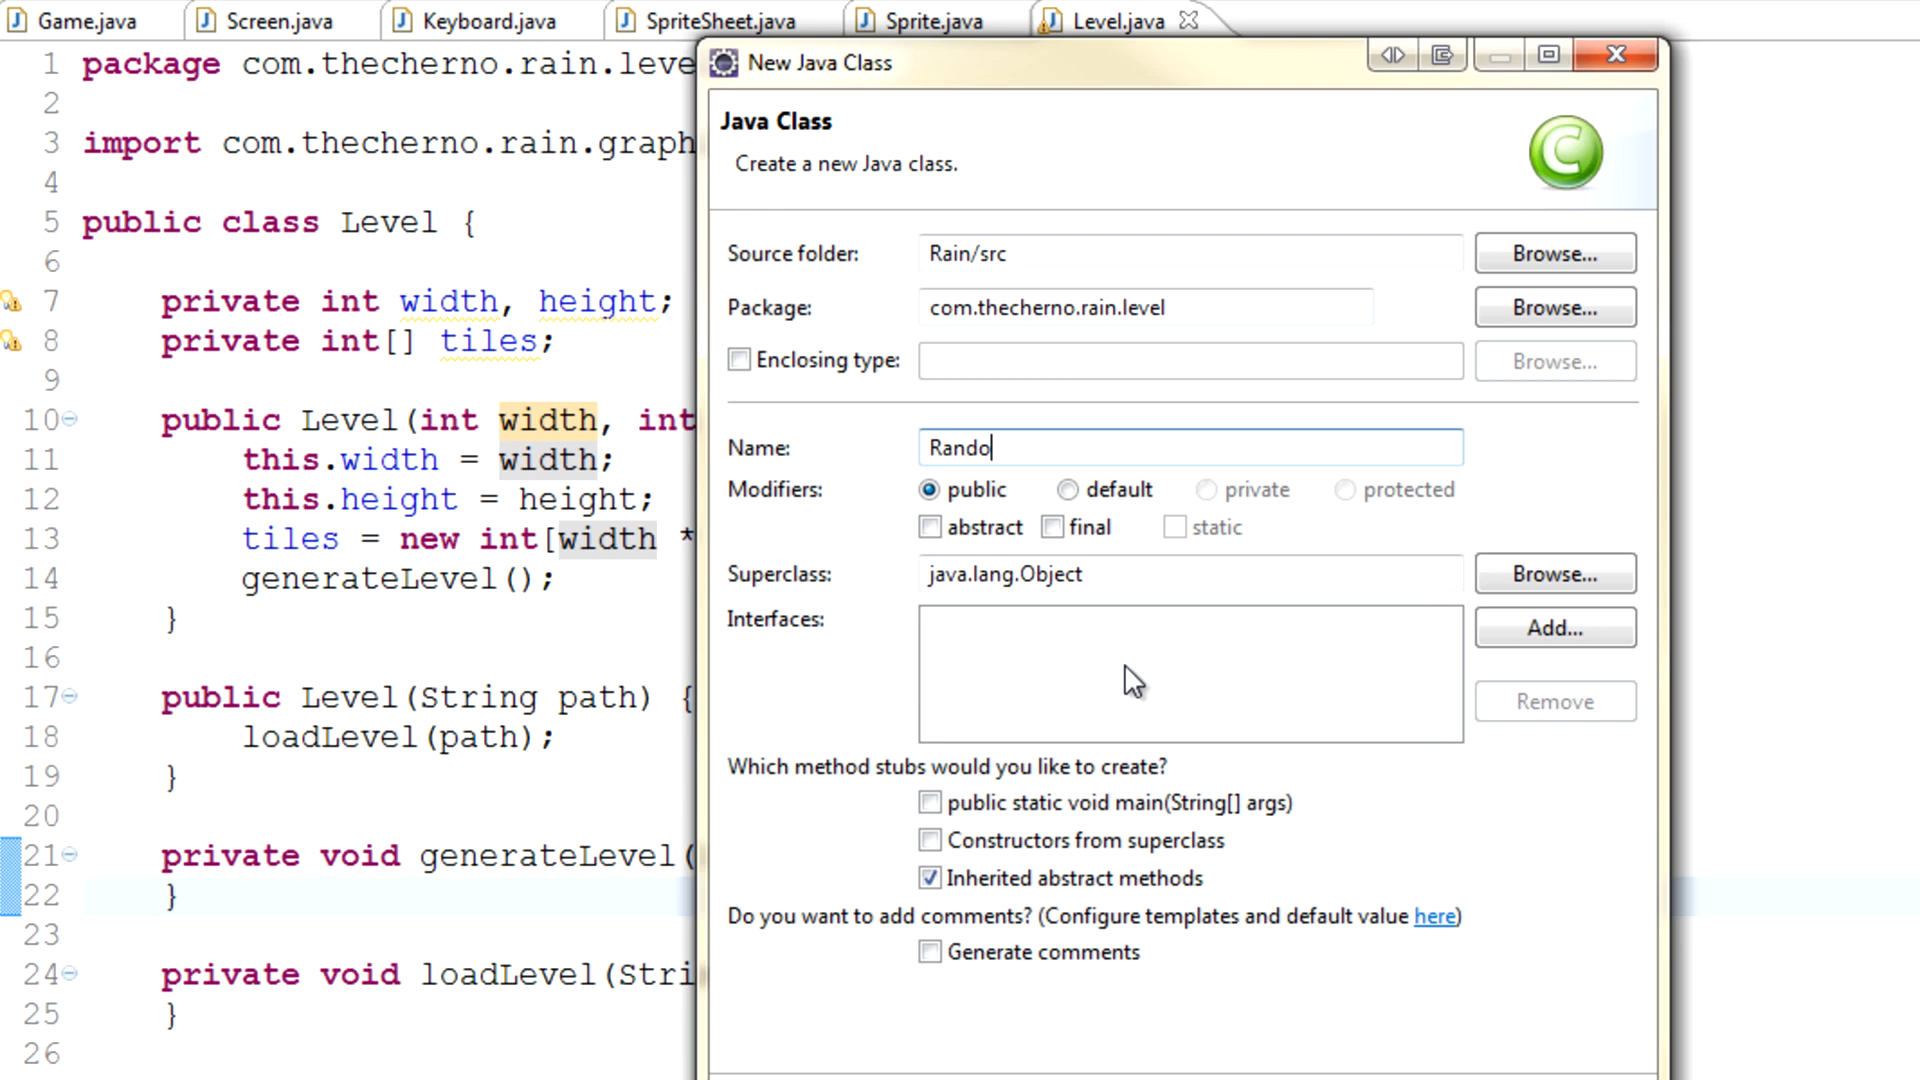 Game.java Screen.java Keyboard.java SpriteSheet.java Sprite.java Level.java
1 package com.thecherno.rain.leve
2
3 import com.thecherno.rain.graph
4
5 public class Level {
6
7 private int width, height;
8 private int[] tiles;
9
10 public Level(int width, int
11 this.width = width;
12 this.height = height;
13 tiles = new int[width *
14 generateLevel();
15 }
16
17 public Level(String path) {
18 loadLevel(path);
19 }
20
21 private void generateLevel(
22 }
23
24 private void loadLevel(Stri
25 }
26
New Java Class
Java Class
Create a new Java class.
C
Source folder: Rain/src Browse...
Package: com.thecherno.rain.level Browse...
Enclosing type: Browse...
Name: Rando
Modifiers: public default private protected
abstract final static
Superclass: java.lang.Object Browse...
Interfaces: Add...
Remove
Which method stubs would you like to create?
public static void main(String[] args)
Constructors from superclass
Inherited abstract methods
Do you want to add comments? (Configure templates and default value here)
Generate comments